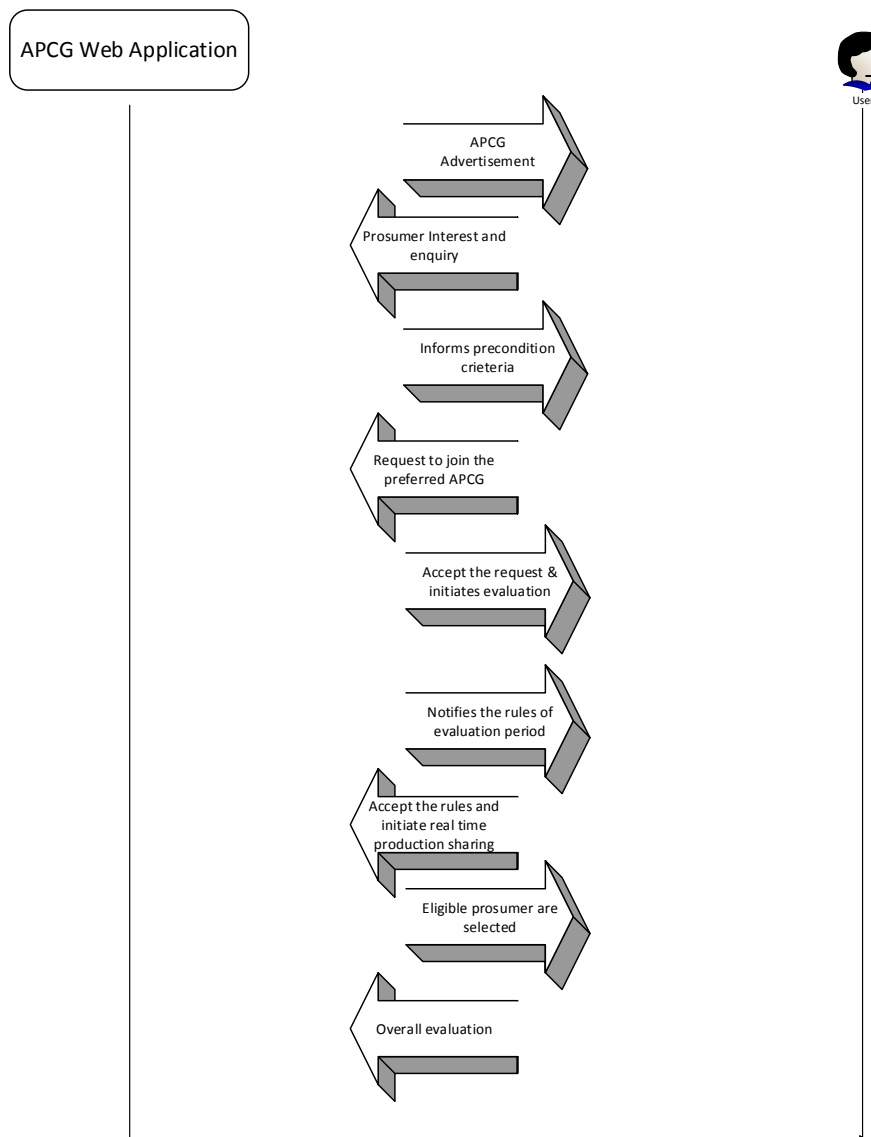 APCG Web Application
User
APCG
Advertisement
Prosumer Interest and
enquiry
Informs precondition
crieteria
Request to join the
preferred APCG
Accept the request &
initiates evaluation
Notifies the rules of
evaluation period
Accept the rules and
initiate real time
production sharing
Eligible prosumer are
selected
Overall evaluation